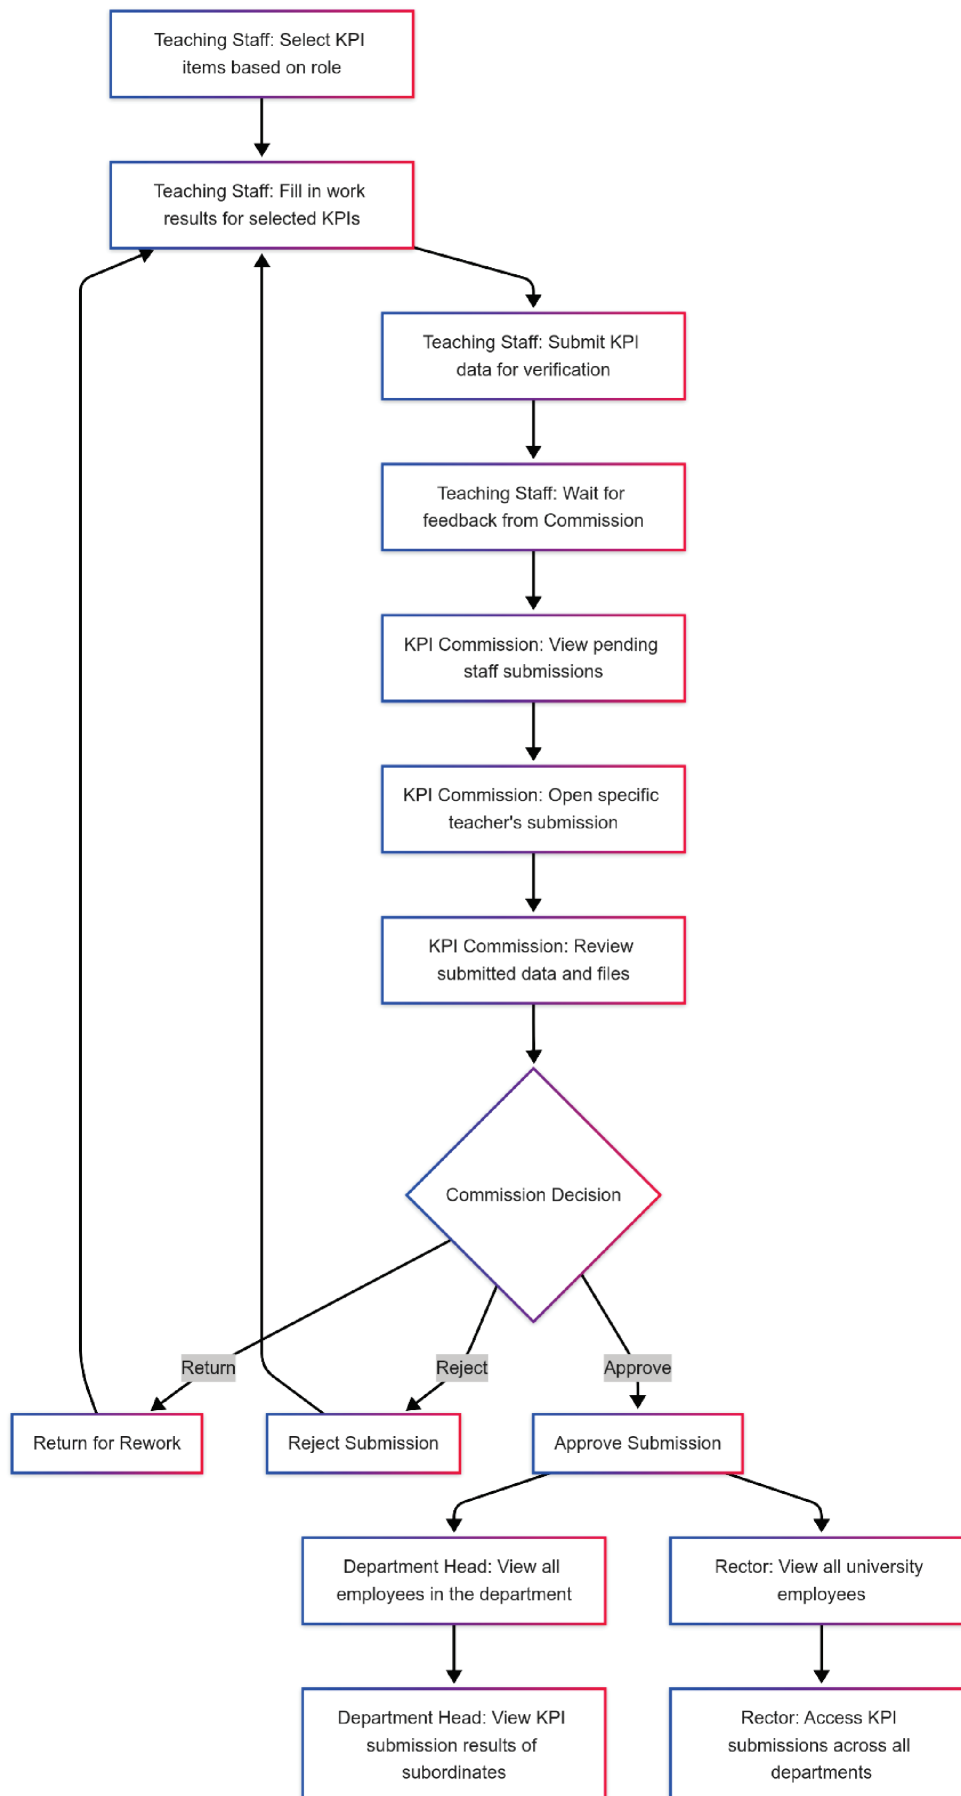 Teaching Staff: Select KPI
items based on role
Teaching Staff: Fill in work
results for selected KPIs
Teaching Staff: Submit KPI
data for verification
Teaching Staff: Wait for
feedback from Commission
KPI Commission: View pending
staff submissions
KPI Commission: Open specific
teacher's submission
KPI Commission: Review
submitted data and files
Commission Decision
Return
Reject
Approve
Return for Rework
Reject Submission
Approve Submission
Department Head: View all
employees in the department
Rector: View all university
employees
Department Head: View KPI
submission results of
subordinates
Rector: Access KPI
submissions across all
departments